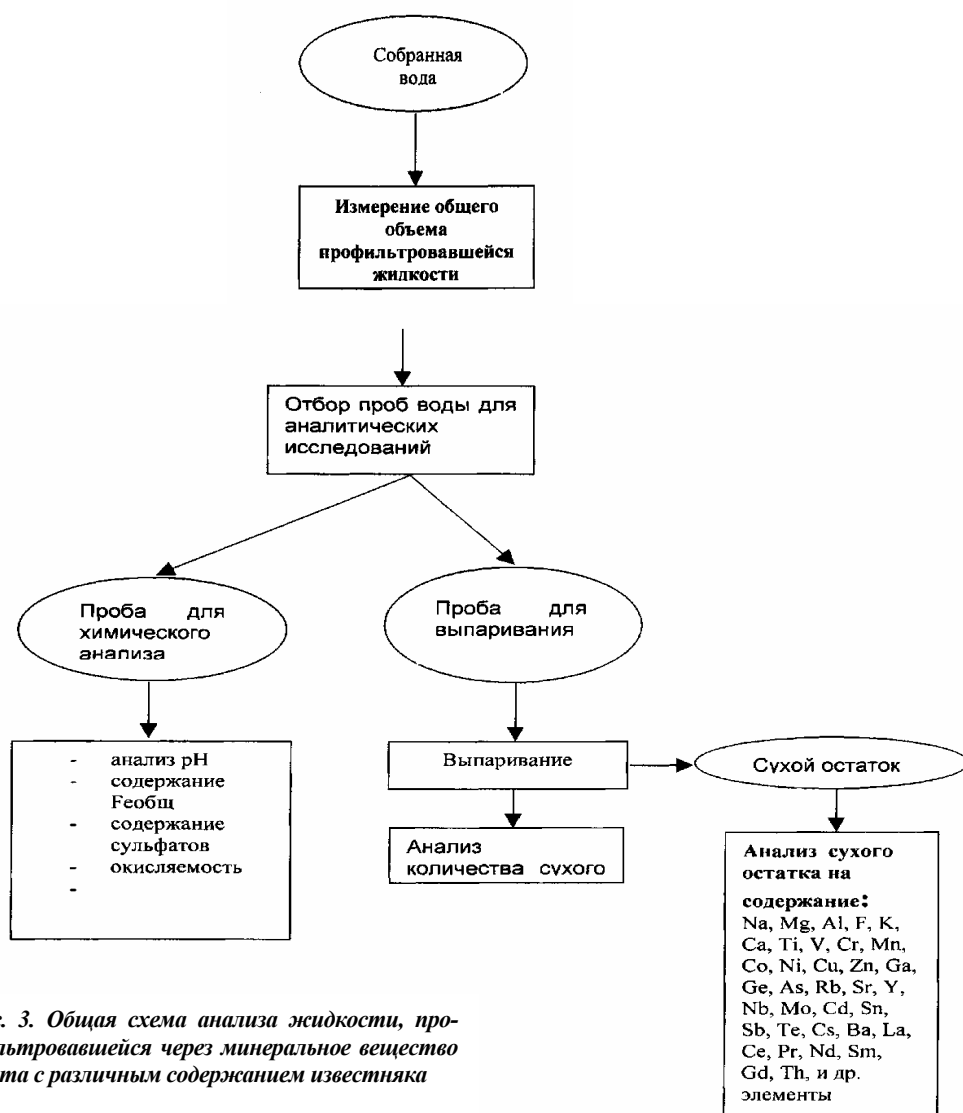 Собранная
вода
Измерение общего
объема
профильтровавшейся
жидкости
Отбор проб воды для
аналитических
исследований
Проба для
химического
анализа
Проба для
выпаривания
- анализ pH
- содержание
Feобщ
- содержание
сульфатов
- окисляемость
-
Выпаривание
Сухой остаток
Анализ
количества сухого
Анализ сухого
остатка на
содержание:
Na, Mg, Al, F, K,
Ca, Ti, V, Cr, Mn,
Co, Ni, Cu, Zn, Ga,
Ge, As, Rb, Sr, Y,
Nb, Mo, Cd, Sn,
Sb, Te, Cs, Ba, La,
Ce, Pr, Nd, Sm,
Gd, Th, и др.
элементы
с. 3. Общая схема анализа жидкости, про-
льтровавшейся через минеральное вещество
та с различным содержанием известняка